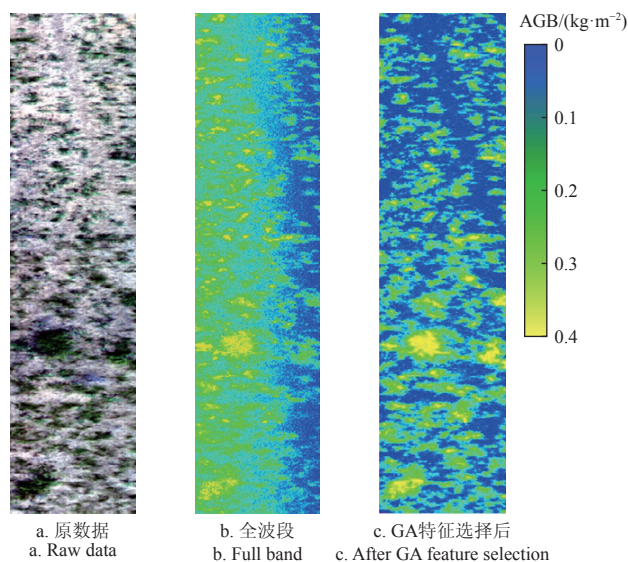 AGB/(kg·m⁻²)
0
0.1
0.2
0.3
0.4
a. 原数据
a. Raw data
b. 全波段
b. Full band
c. GA特征选择后
c. After GA feature selection